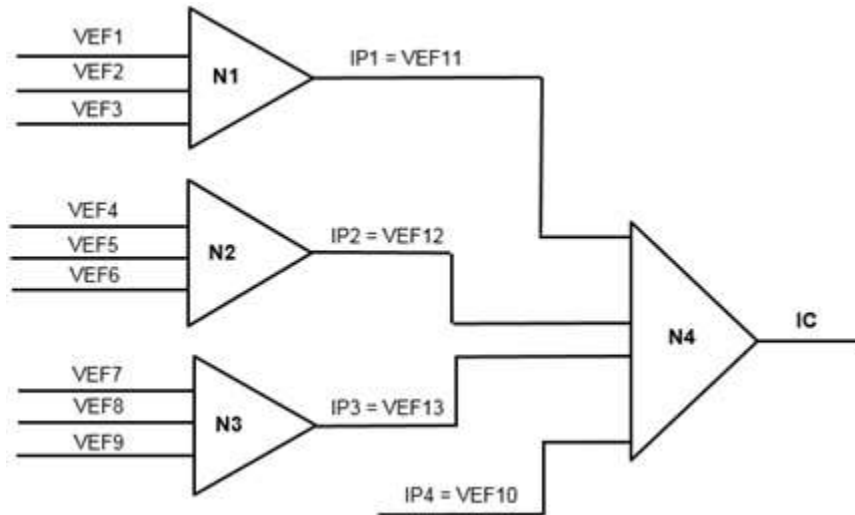 VEF1
VEF2
VEF3
N1
IP1 = VEF11
VEF4
VEF5
VEF6
N2
IP2 = VEF12
VEF7
VEF8
VEF9
N3
IP3 = VEF13
IP4 = VEF10
N4
IC